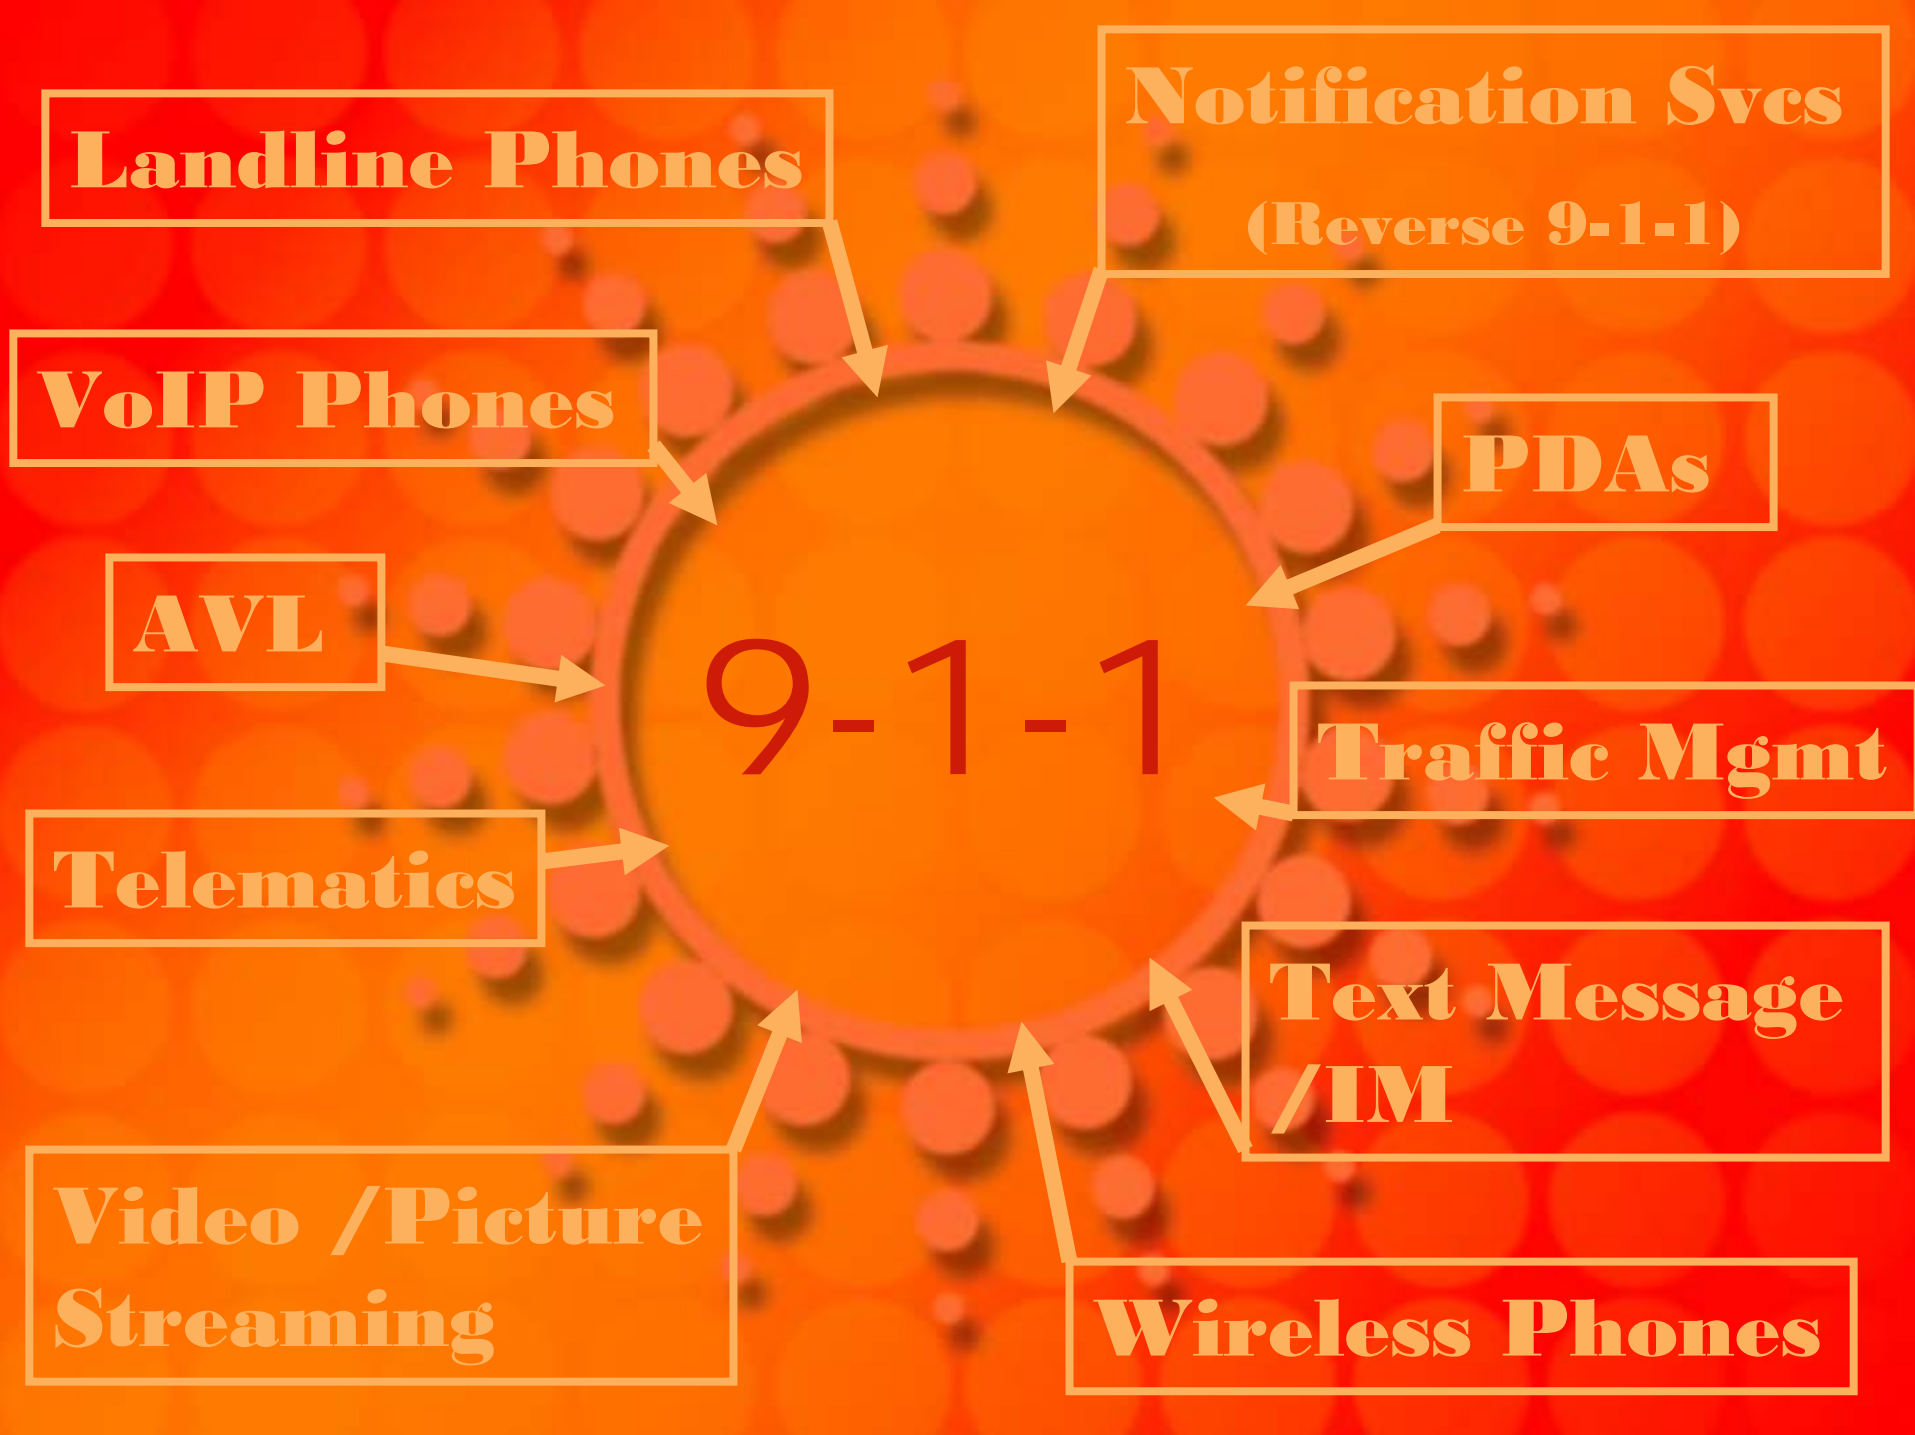 Landline Phones
Notification Svcs
(Reverse 9-1-1)
VoIP Phones
PDAs
AVL
9-1-1
Traffic Mgmt
Telematics
Text Message
/IM
Video /Picture
Streaming
Wireless Phones